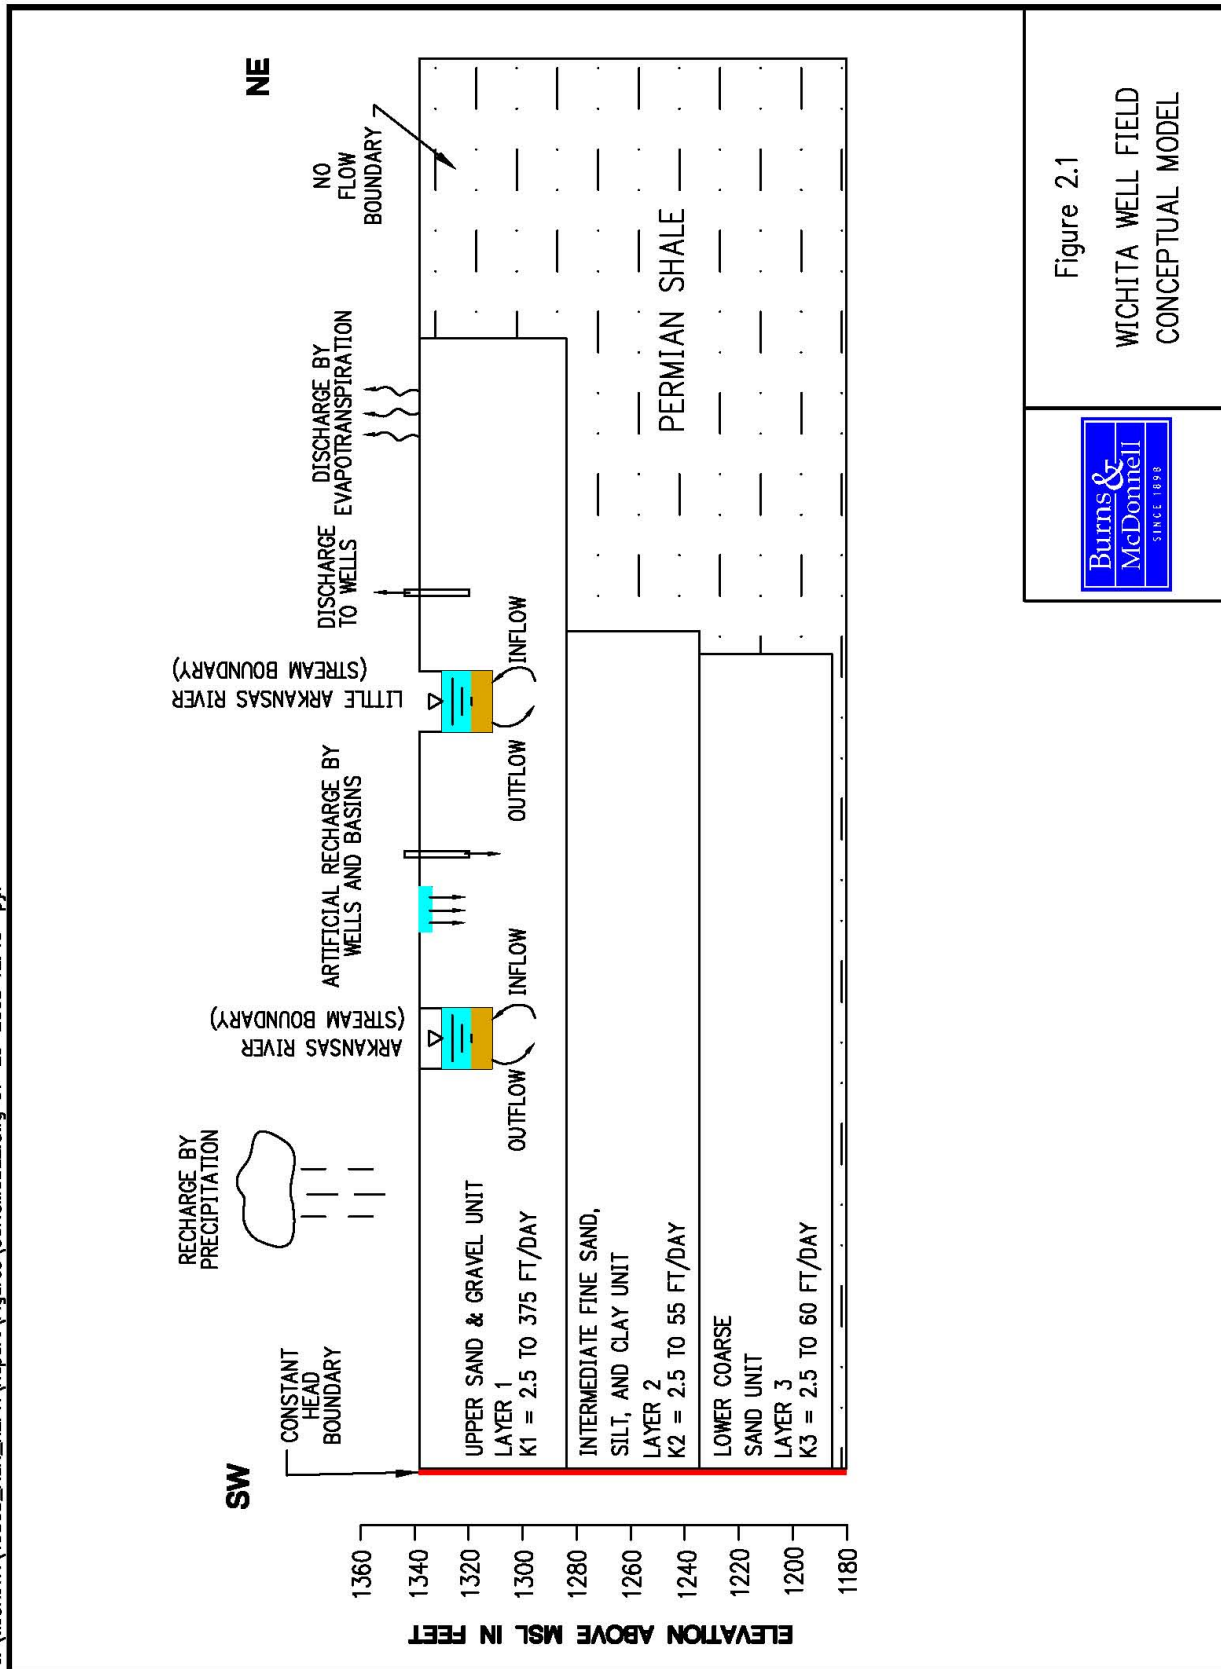 SW
NE
CONSTANT
HEAD
BOUNDARY
RECHARGE BY
PRECIPITATION
ARKANSAS RIVER
(STREAM BOUNDARY)
ARTIFICIAL RECHARGE BY
WELLS AND BASINS
LITTLE ARKANSAS RIVER
(STREAM BOUNDARY)
DISCHARGE
TO WELLS
DISCHARGE BY
EVAPOTRANSPIRATION
NO
FLOW
BOUNDARY
OUTFLOW
INFLOW
OUTFLOW
INFLOW
UPPER SAND & GRAVEL UNIT
LAYER 1
K1 = 2.5 TO 375 FT/DAY
INTERMEDIATE FINE SAND,
SILT, AND CLAY UNIT
LAYER 2
K2 = 2.5 TO 55 FT/DAY
LOWER COARSE
SAND UNIT
LAYER 3
K3 = 2.5 TO 60 FT/DAY
PERMIAN SHALE
ELEVATION ABOVE MSL IN FEET
1360
1340
1320
1300
1280
1260
1240
1220
1200
1180
Burns &
McDonnell
SINCE 1898
Figure 2.1
WICHITA WELL FIELD
CONCEPTUAL MODEL